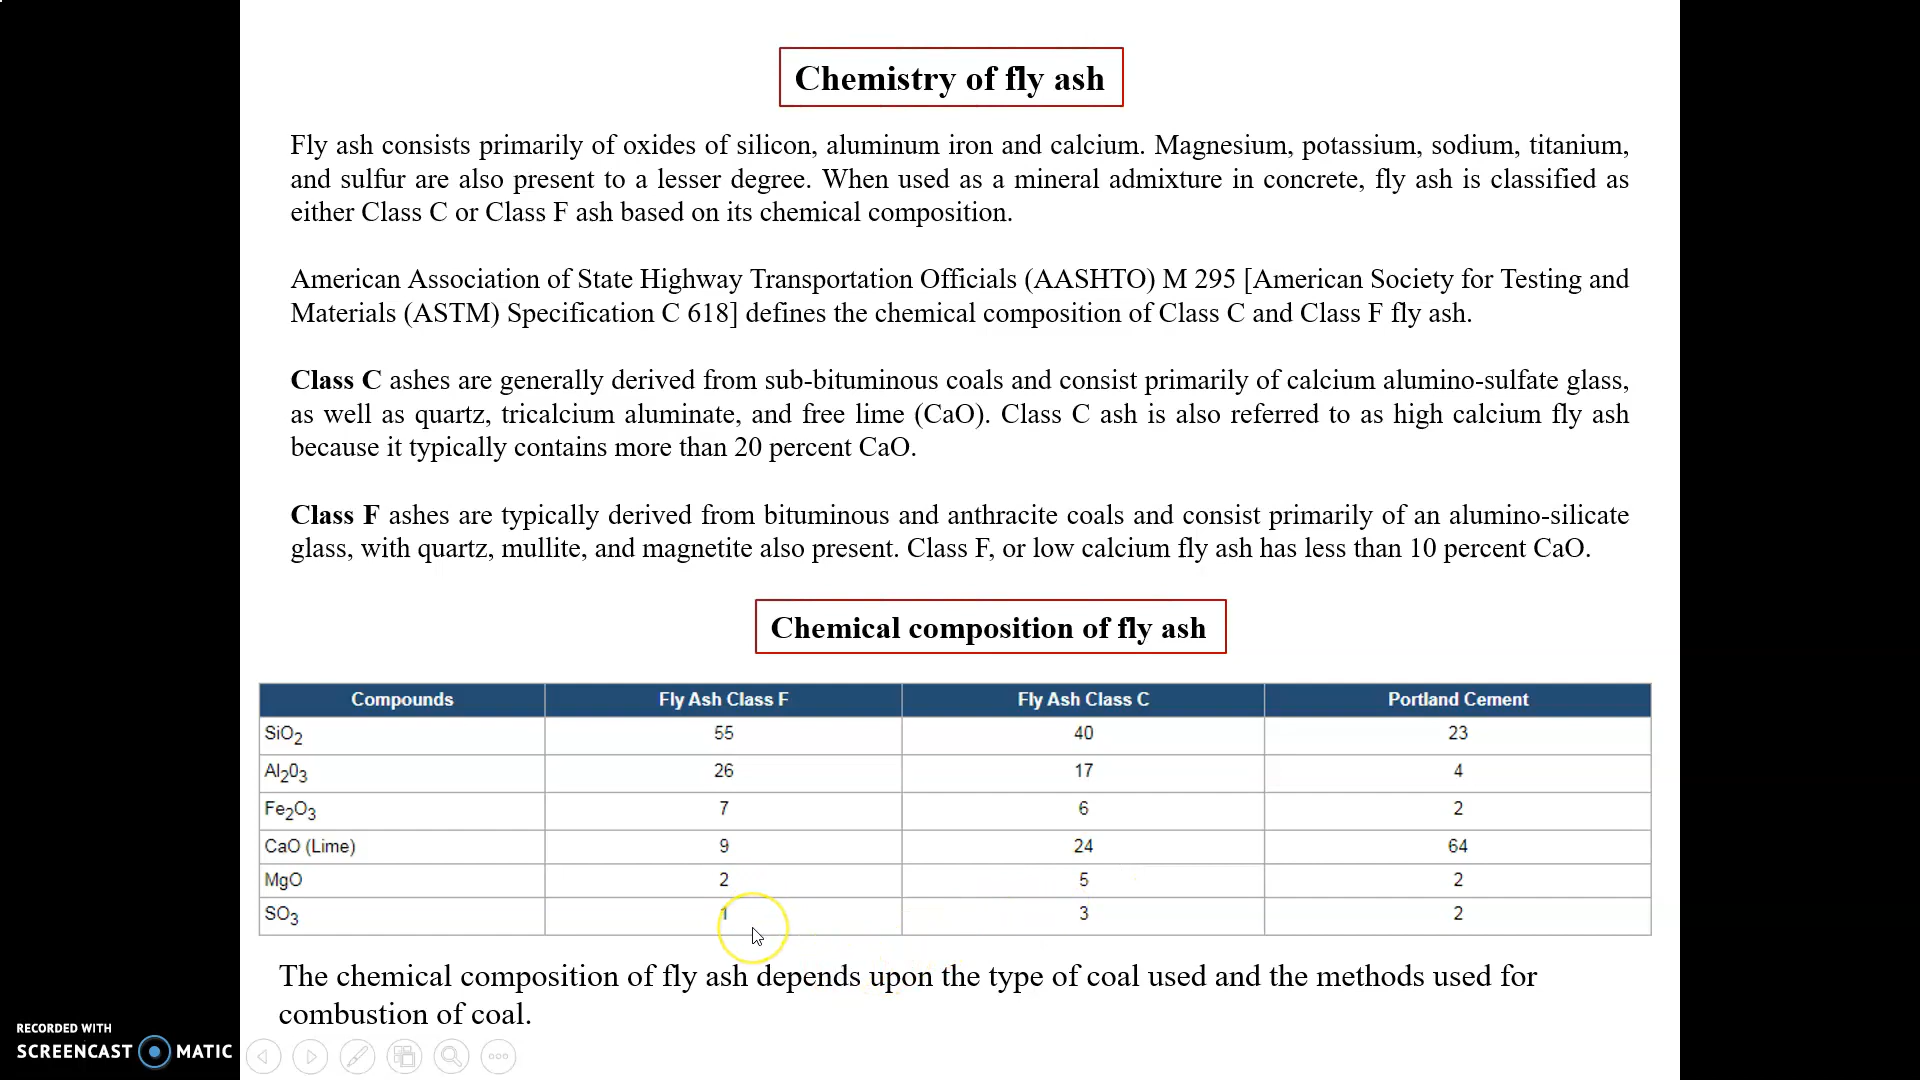 Chemistry of fly ash
Fly ash consists primarily of oxides of silicon, aluminum iron and calcium. Magnesium, potassium, sodium, titanium,
and sulfur are also present to a lesser degree. When used as a mineral admixture in concrete, fly ash is classified as
either Class C or Class F ash based on its chemical composition.
American Association of State Highway Transportation Officials (AASHTO) M 295 [American Society for Testing and
Materials (ASTM) Specification C 618] defines the chemical composition of Class C and Class F fly ash.
Class C ashes are generally derived from sub-bituminous coals and consist primarily of calcium alumino-sulfate glass,
as well as quartz, tricalcium aluminate, and free lime (CaO). Class C ash is also referred to as high calcium fly ash
because it typically contains more than 20 percent CaO.
Class F ashes are typically derived from bituminous and anthracite coals and consist primarily of an alumino-silicate
glass, with quartz, mullite, and magnetite also present. Class F, or low calcium fly ash has less than 10 percent CaO.
Chemical composition of fly ash
Compounds Fly Ash Class F Fly Ash Class C Portland Cement
SiO2 55 40 23
Al203 26 17 4
Fe2O3 7 6 2
CaO (Lime) 9 24 64
MgO 2 5 2
SO3 1 3 2
The chemical composition of fly ash depends upon the type of coal used and the methods used for
combustion of coal.
RECORDED WITH
SCREENCAST MATIC